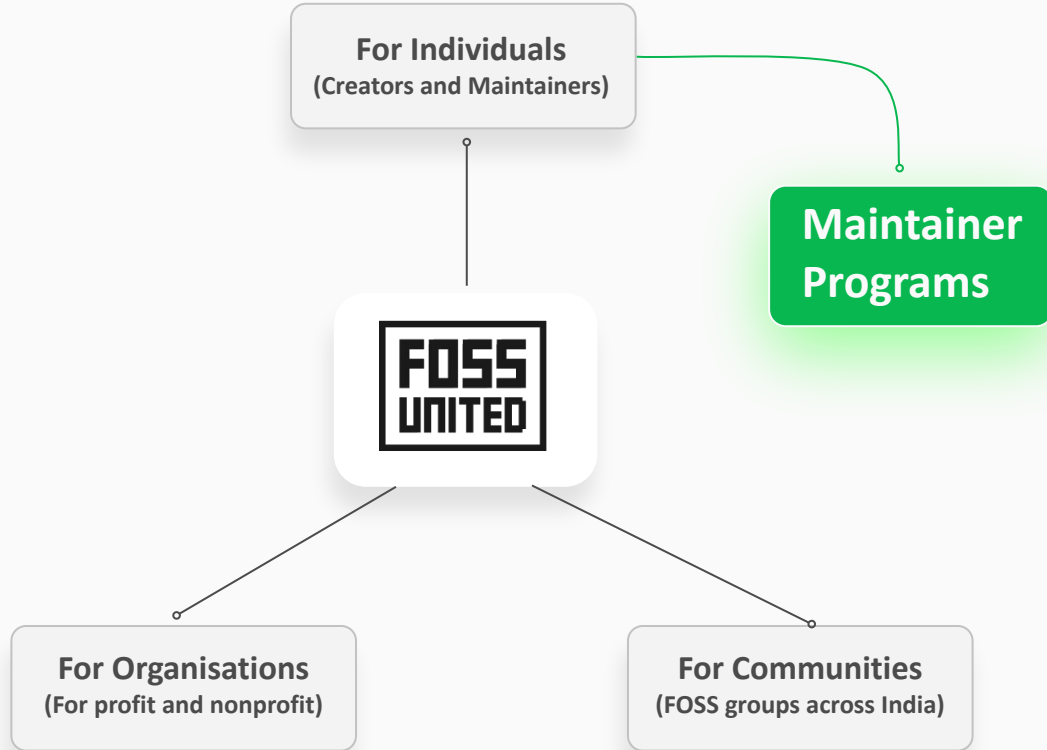 For Individuals
(Creators and Maintainers)
Maintainer
Programs
FOSS
UNITED
For Organisations
(For profit and nonprofit)
For Communities
(FOSS groups across India)